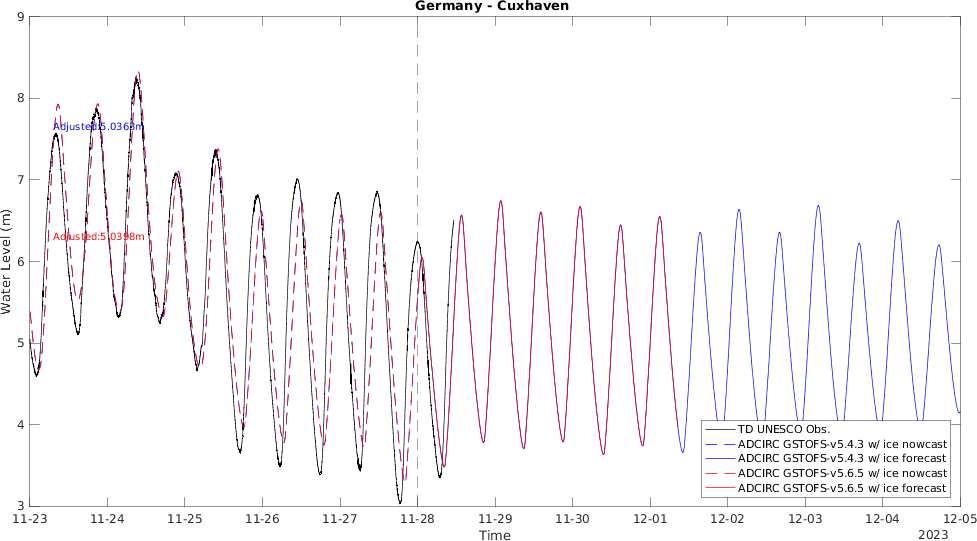 Germany - Cuxhaven
9
8
7
6
5
4
3
Water Level (m)
Adjusted:5.0363m
Adjusted:5.0398m
TD UNESCO Obs.
ADCIRC GSTOFS-v5.4.3 w/ ice nowcast
ADCIRC GSTOFS-v5.4.3 w/ ice forecast
ADCIRC GSTOFS-v5.6.5 w/ ice nowcast
ADCIRC GSTOFS-v5.6.5 w/ ice forecast
11-23 11-24 11-25 11-26 11-27 11-28 11-29 11-30 12-01 12-02 12-03 12-04 12-05
Time
2023